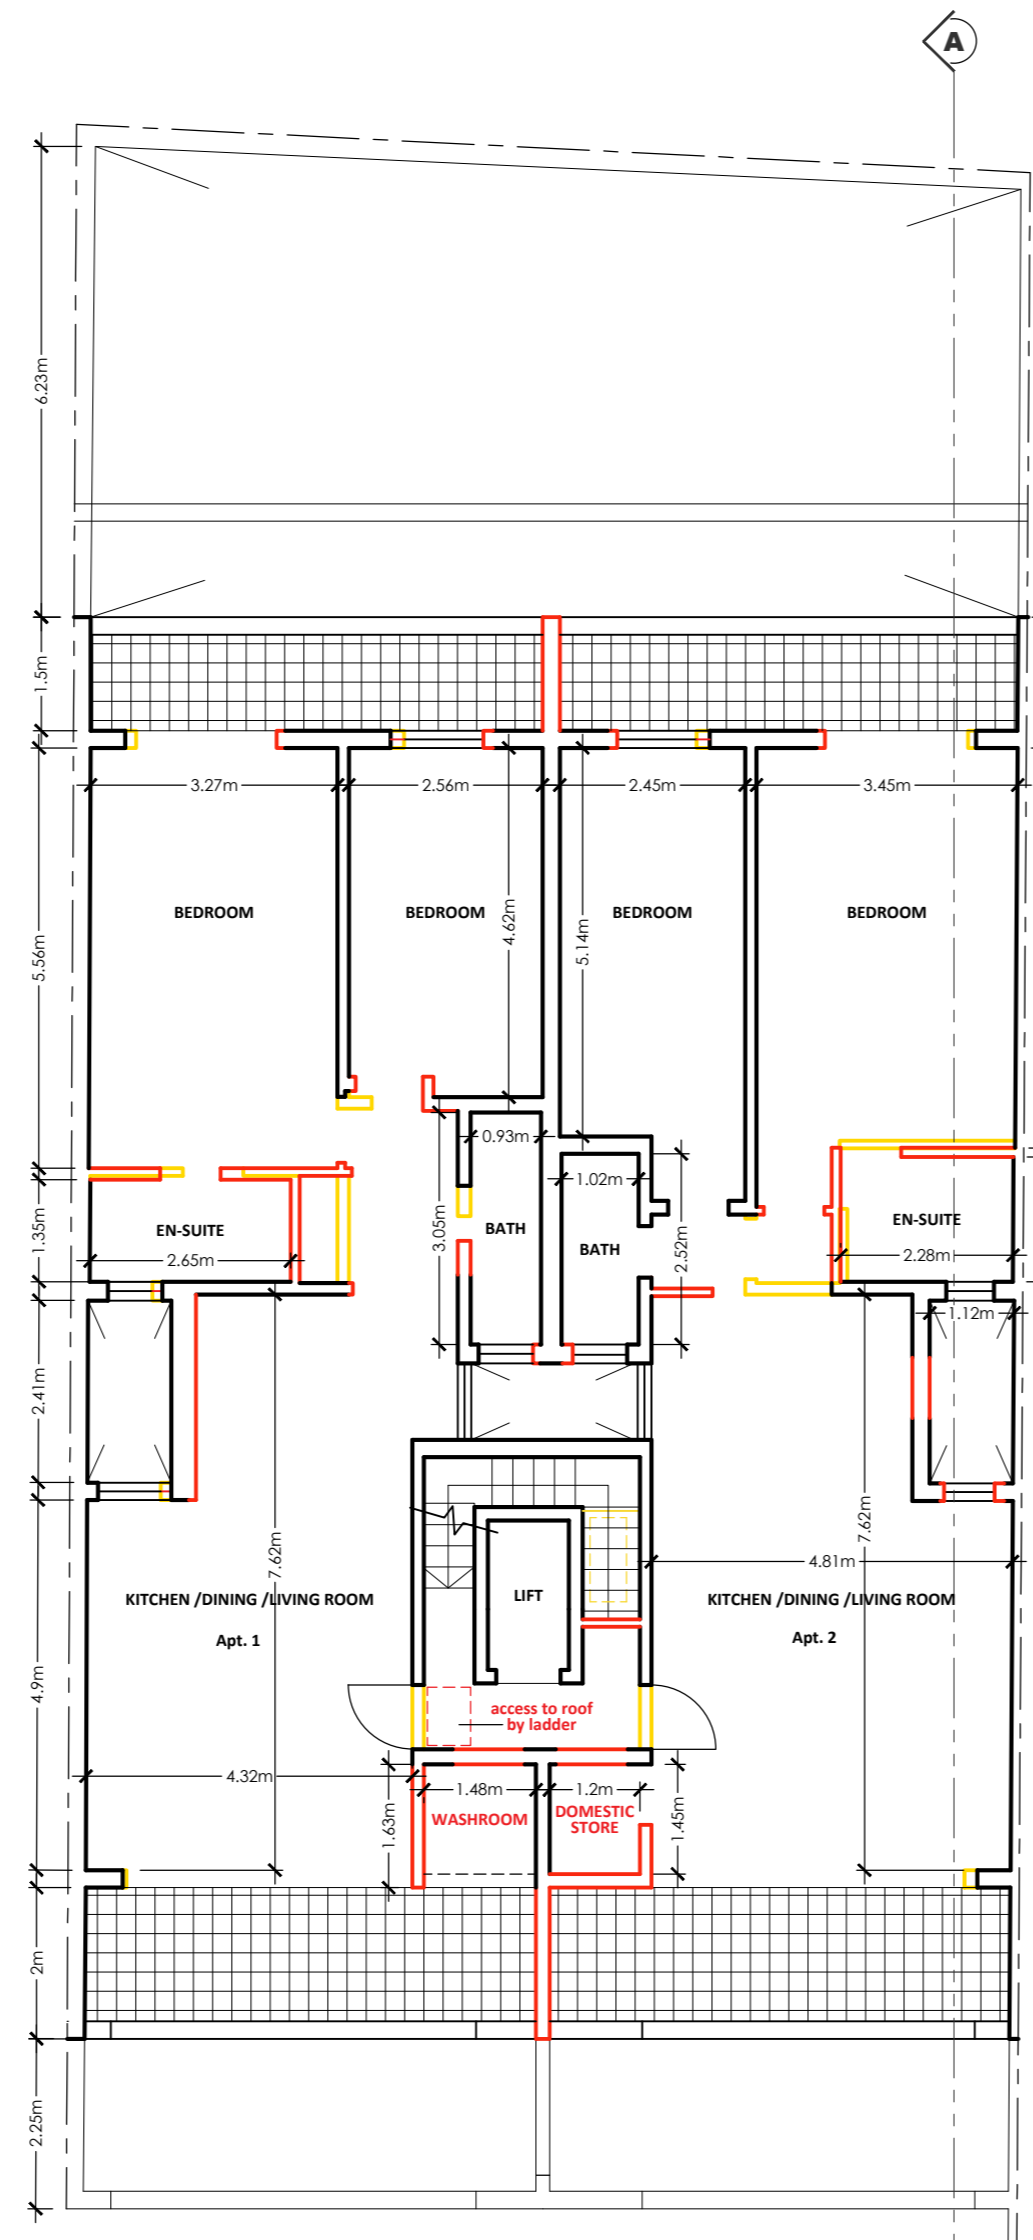 A
6.23m
1.5m
3.27m
2.56m
2.45m
3.45m
BEDROOM
BEDROOM
BEDROOM
BEDROOM
4.62m
5.14m
5.56m
0.93m
1.02m
3.05m
2.52m
1.35m
EN-SUITE
2.65m
BATH
BATH
EN-SUITE
2.28m
1.12m
2.41m
7.62m
7.62m
4.81m
LIFT
KITCHEN /DINING /LIVING ROOM
Apt. 1
KITCHEN /DINING /LIVING ROOM
Apt. 2
4.9m
access to roof
by ladder
4.32m
1.48m
1.2m
1.63m
1.45m
WASHROOM
DOMESTIC
STORE
2m
2.25m